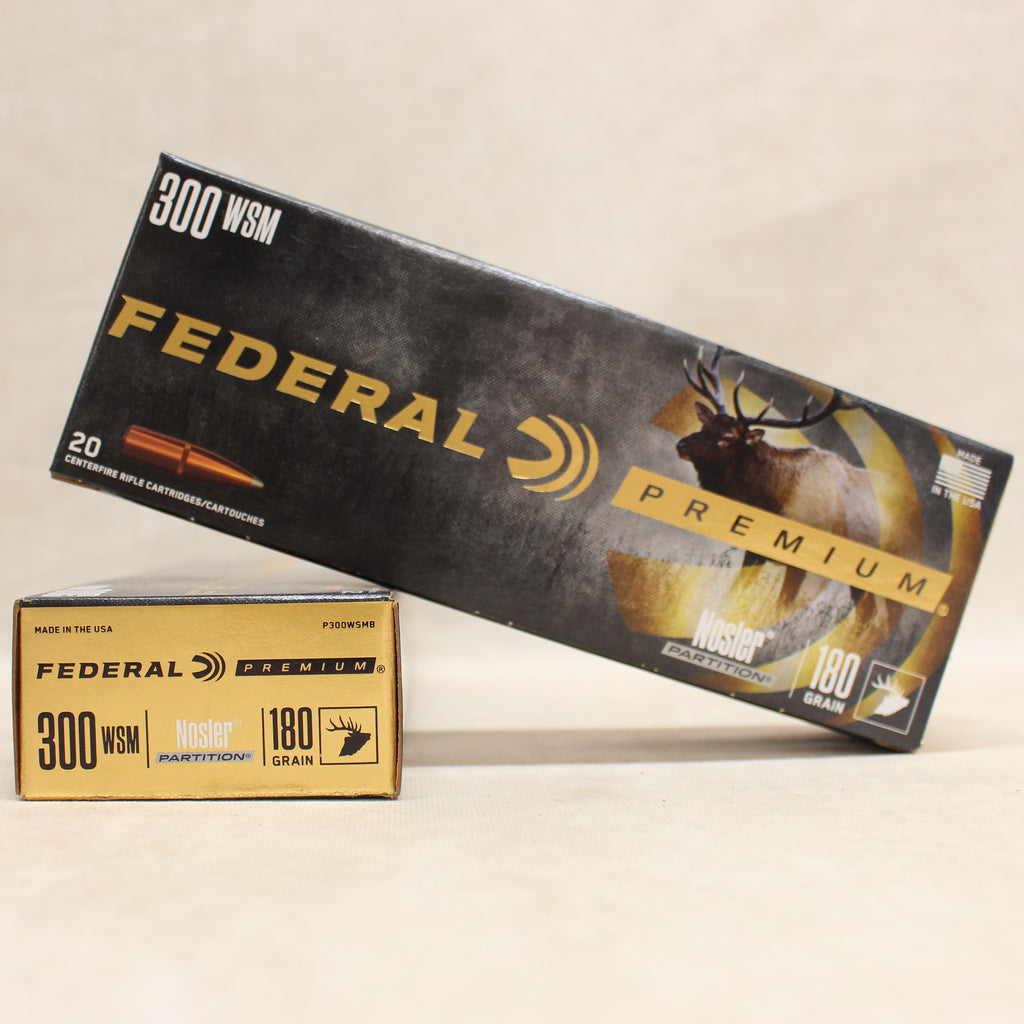 300 WSM
FEDERAL
PREMIUM®
20
CENTERFIRE RIFLE CARTRIDGES/CARTOUCHES
MADE
IN THE USA
Nosler®
PARTITION®
180
GRAIN
MADE IN THE USA
P300WSMB
FEDERAL PREMIUM®
300 WSM
Nosler®
PARTITION®
180
GRAIN